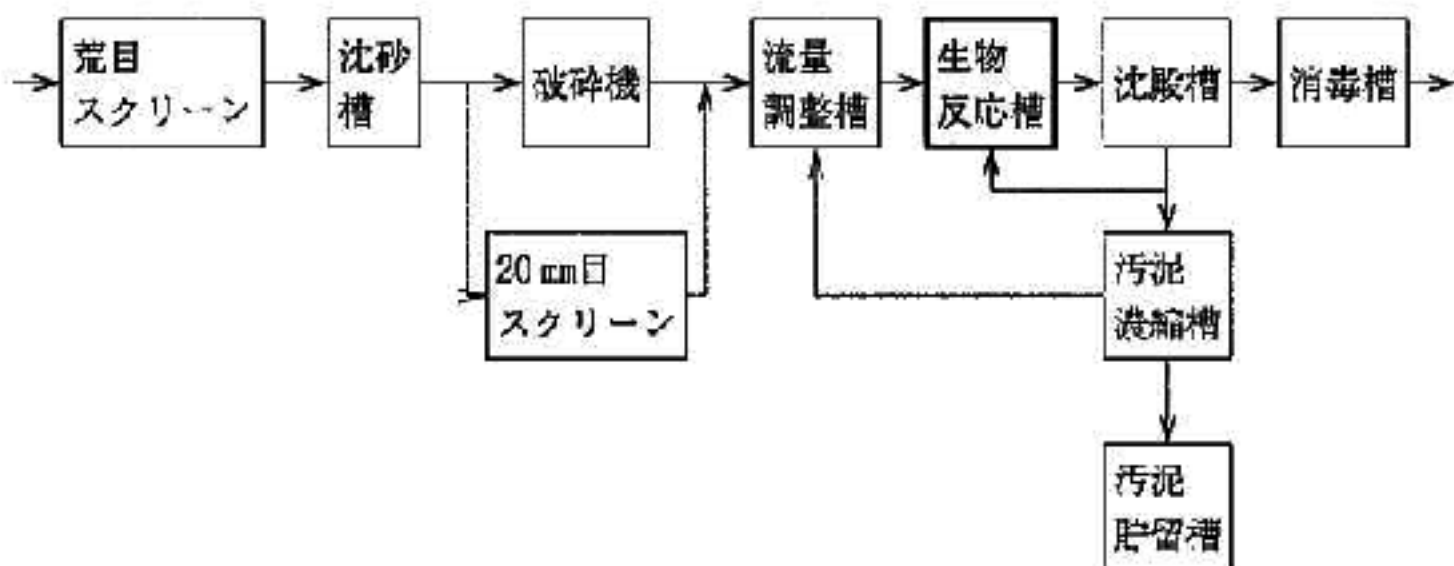 荒目
スクリーン
沈砂
槽
破砕機
流量
調整槽
生物
反応槽
沈殿槽
消毒槽
20mm目
スクリーン
汚泥
濃縮槽
汚泥
貯留槽